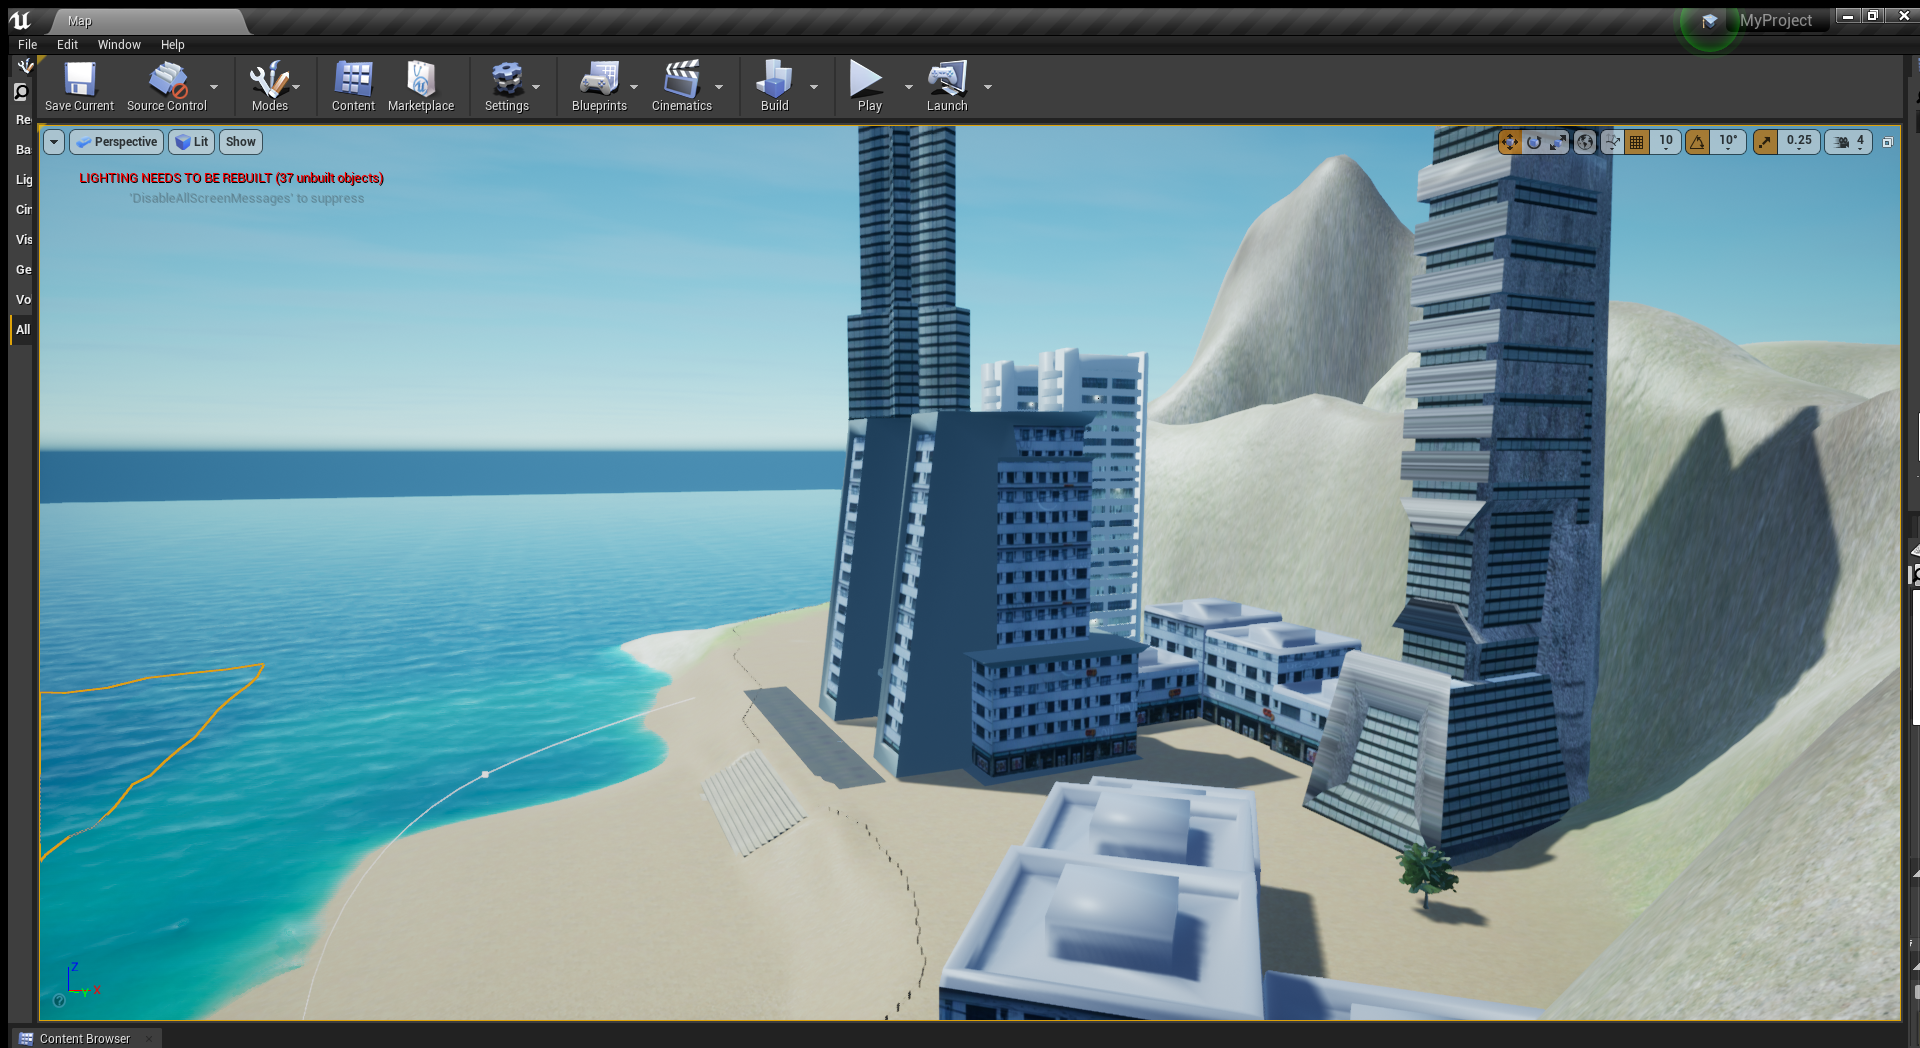 Map
MyProject
File Edit Window Help
Save Current Source Control Modes Content Marketplace Settings Blueprints Cinematics Build Play Launch
Perspective Lit Show
10 10° 0.25 4
LIGHTING NEEDS TO BE REBUILT (37 unbuilt objects)
'DisableAllScreenMessages' to suppress
Re
Ba
Lig
Cin
Vis
Ge
Vo
All
Z
Y X
?
Content Browser